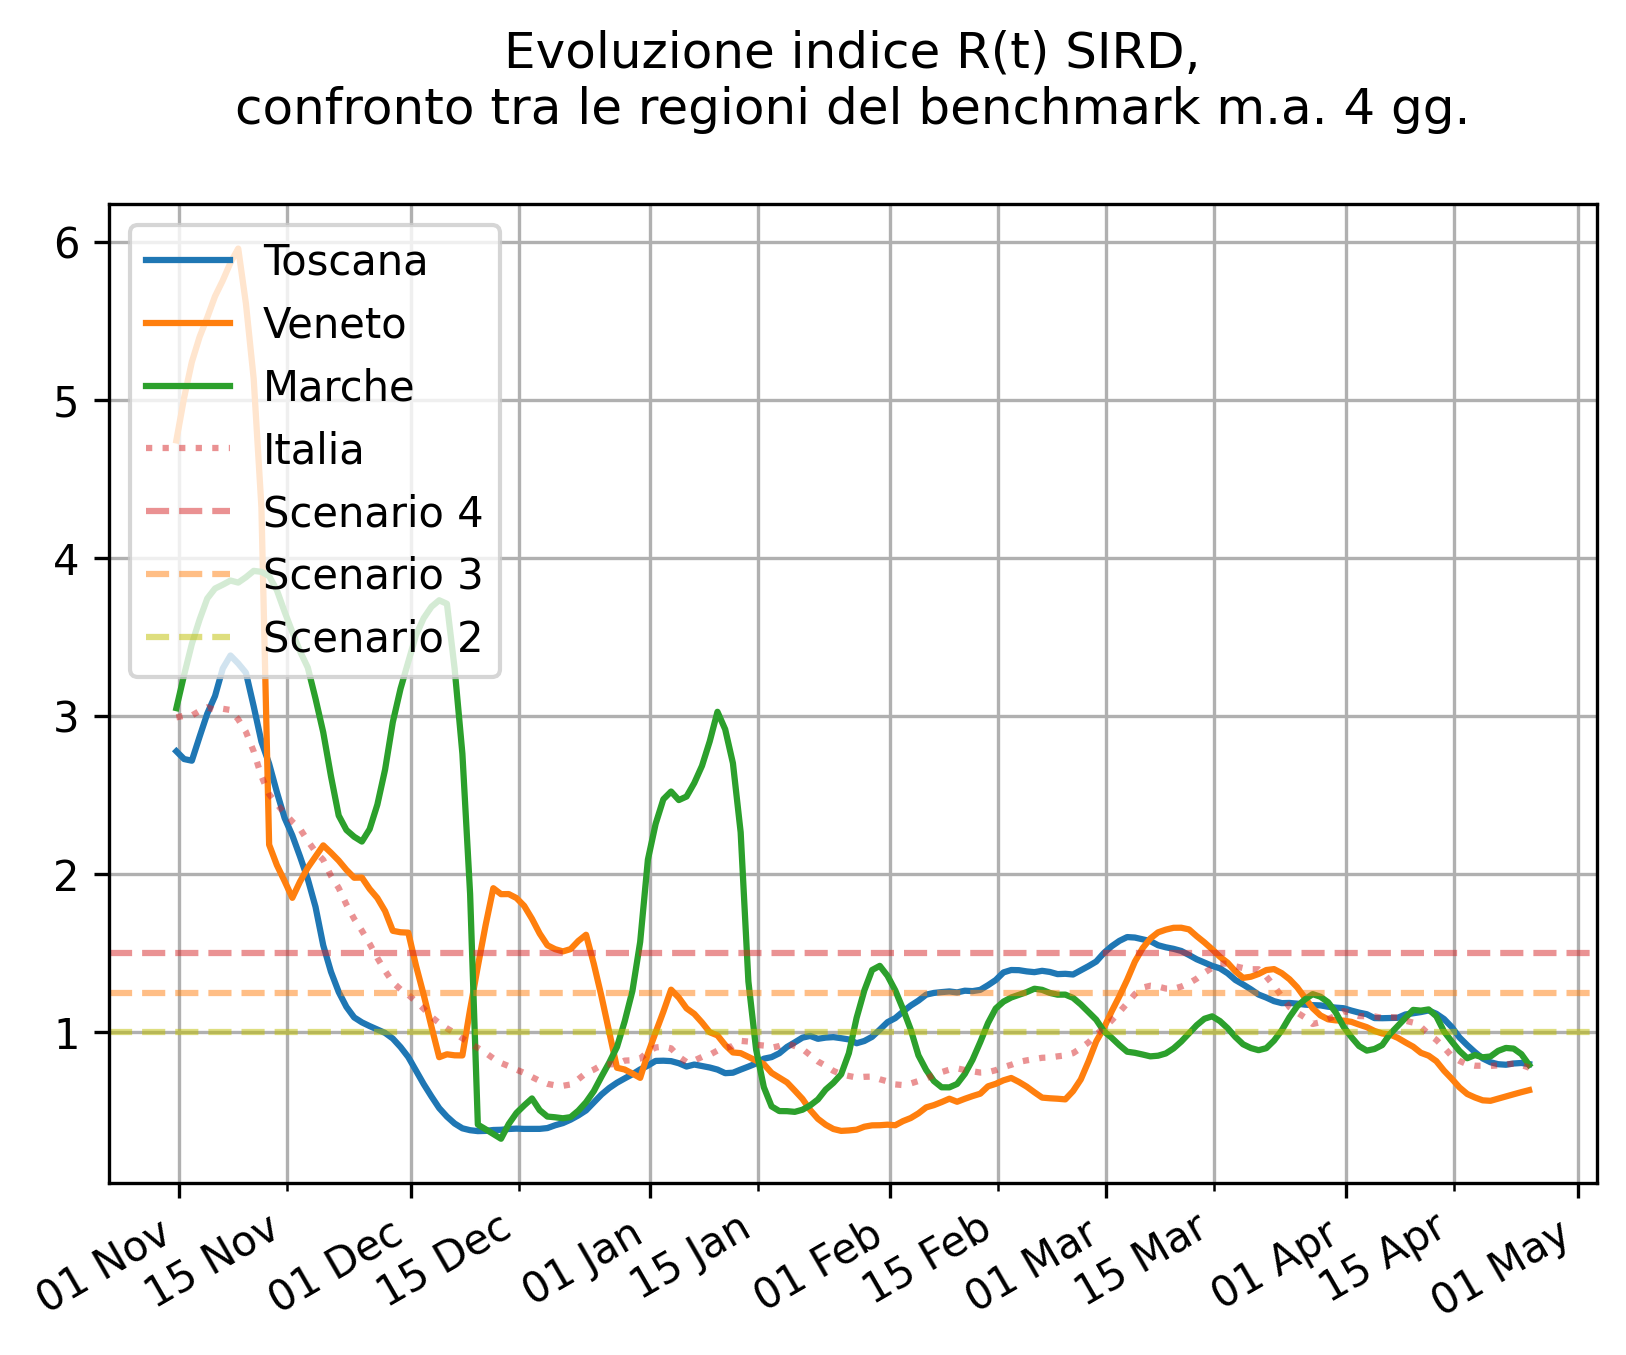 Evoluzione indice R(t) SIRD,
confronto tra le regioni del benchmark m.a. 4 gg.
6
5
4
3
2
1
Toscana
Veneto
Marche
Italia
Scenario 4
Scenario 3
Scenario 2
01 Nov
15 Nov
01 Dec
15 Dec
01 Jan
15 Jan
01 Feb
15 Feb
01 Mar
15 Mar
01 Apr
15 Apr
01 May